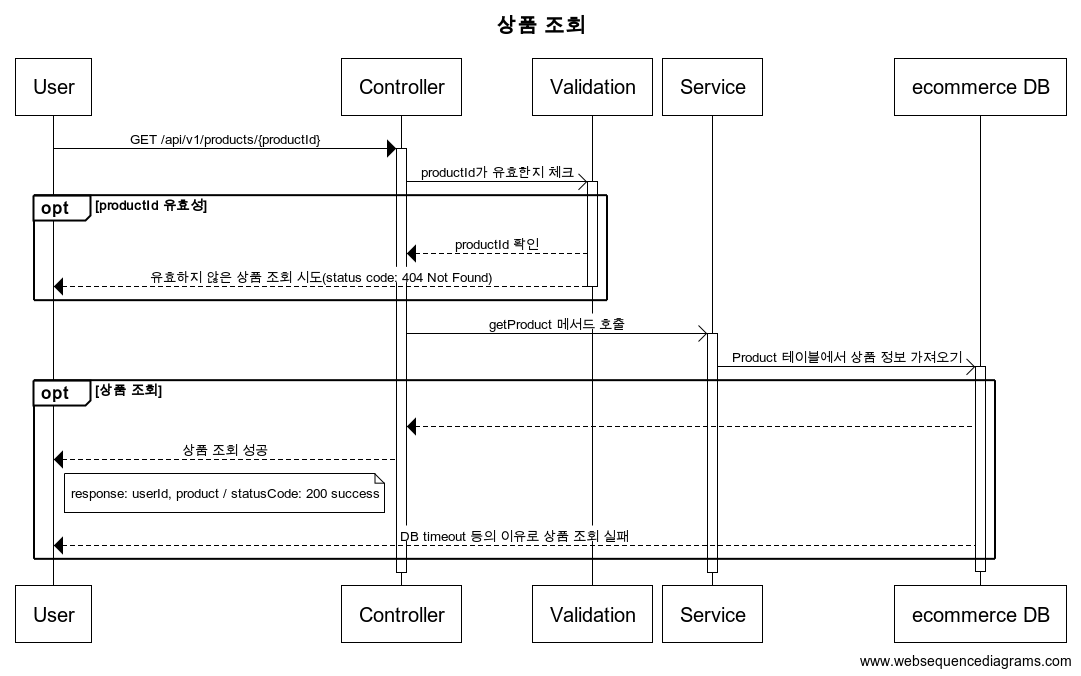 상품 조회
User
Controller
Validation
Service
ecommerce DB
GET /api/v1/products/{productId}
productId가 유효한지 체크
opt
[productId 유효성]
productId 확인
유효하지 않은 상품 조회 시도(status code: 404 Not Found)
getProduct 메서드 호출
Product 테이블에서 상품 정보 가져오기
opt
[상품 조회]
상품 조회 성공
response: userId, product / statusCode: 200 success
DB timeout 등의 이유로 상품 조회 실패
User
Controller
Validation
Service
ecommerce DB
www.websequencediagrams.com